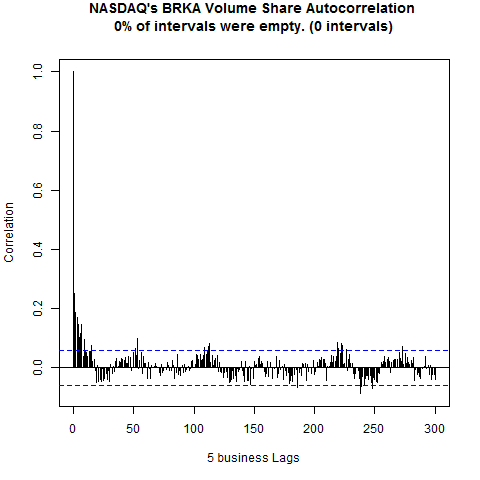 NASDAQ's BRKA Volume Share Autocorrelation
0% of intervals were empty. (0 intervals)
1.0
0.8
0.6
0.4
0.2
0.0
Correlation
0 50 100 150 200 250 300
5 business Lags